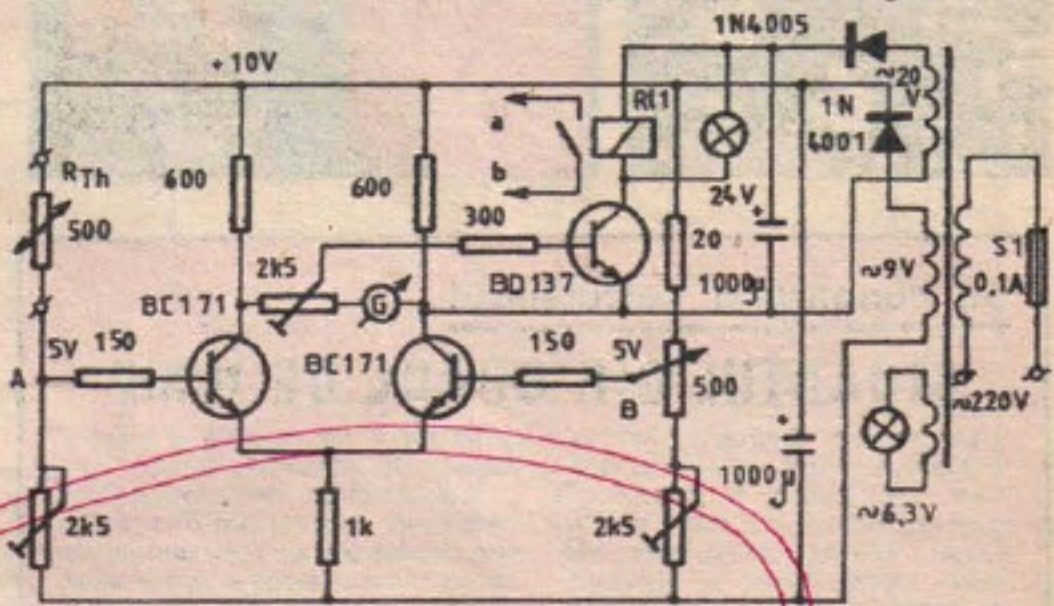 1N4005
+10V
~20
V
a
Rl1
1N
4001
RTh
600
600
b
300
24V
+
S1
500
2k5
20
~9V
0,1A
BD137
1000µ
BC171
G
5V
150
BC171
150
5V
500
A
B
~220V
+
1000µ
~6,3V
2k5
1k
2k5